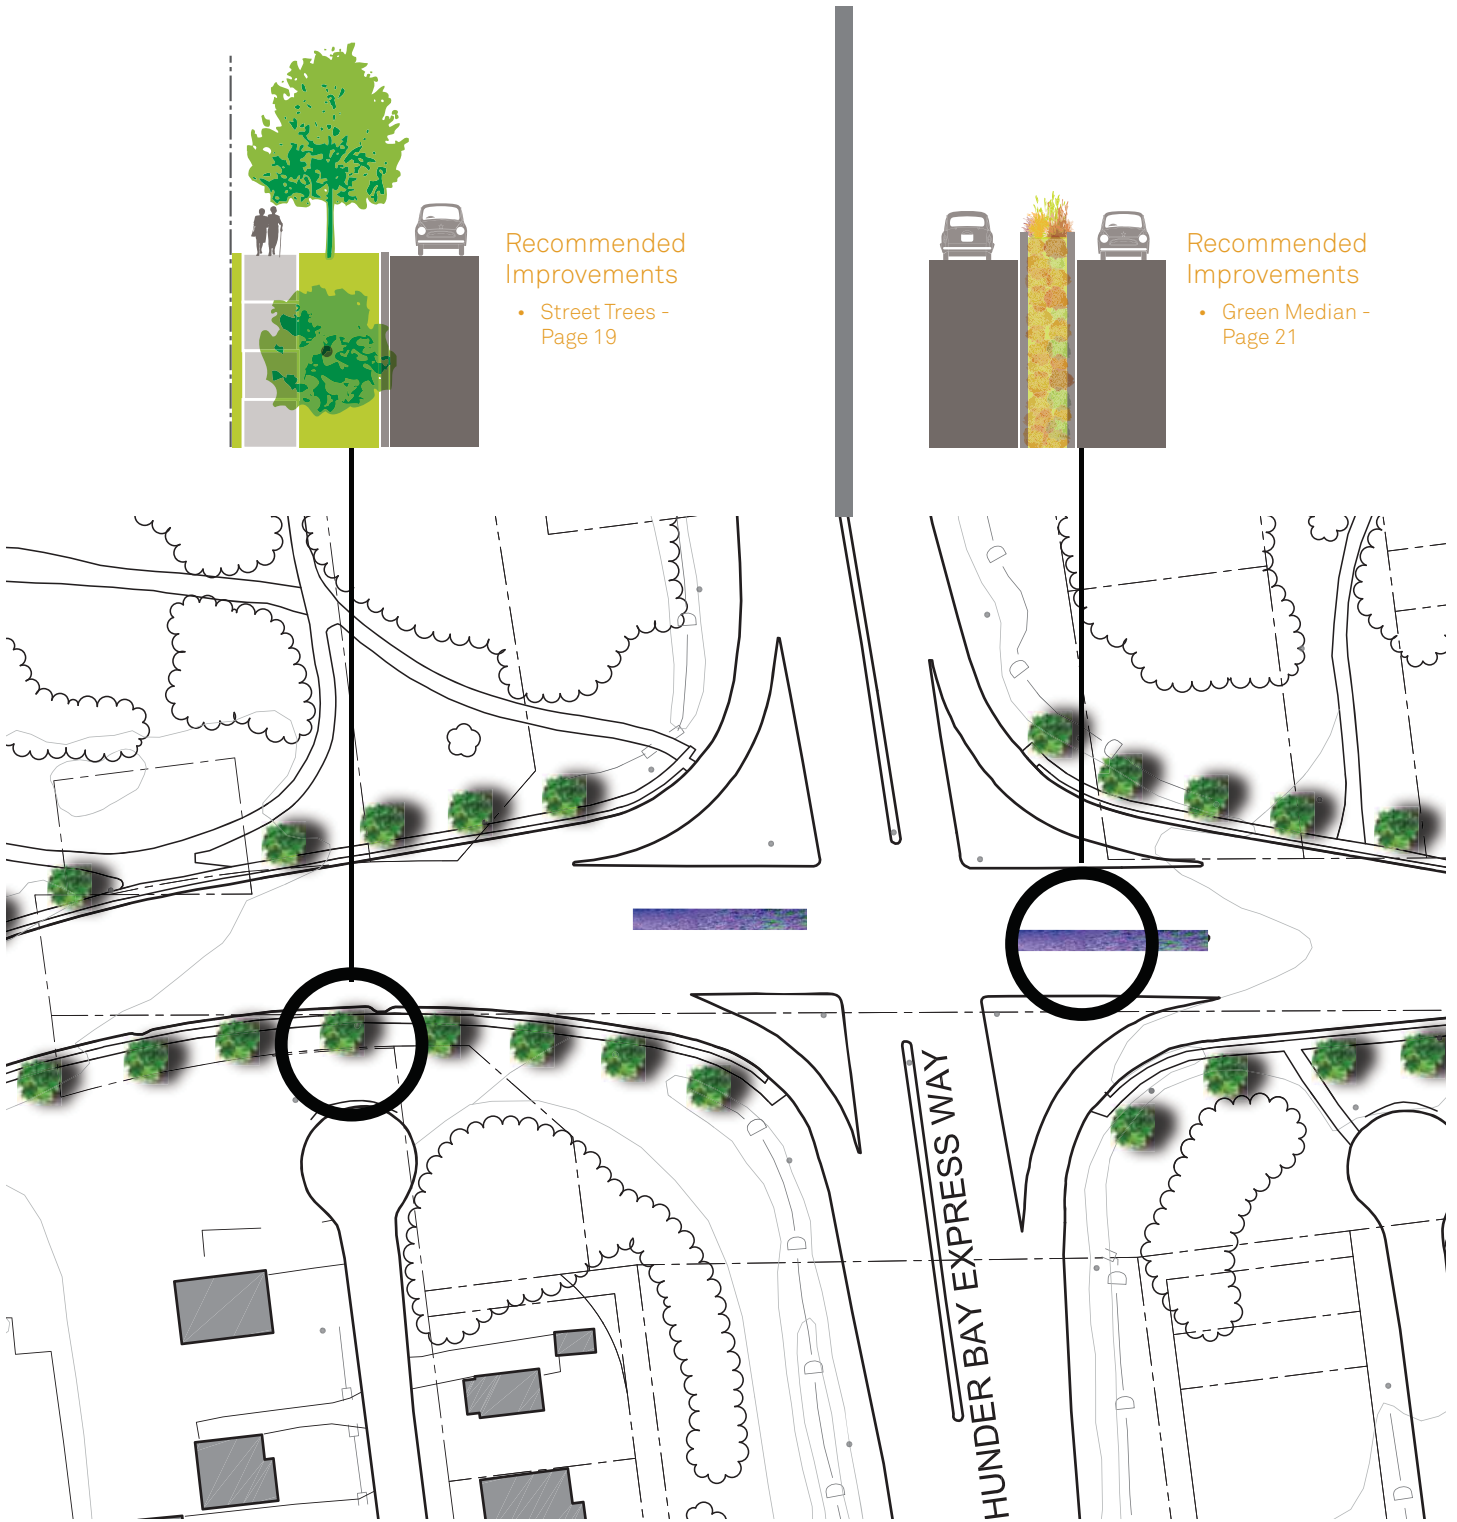 Recommended
Improvements
• Street Trees -
Page 19
Recommended
Improvements
• Green Median -
Page 21
HUNDER BAY EXPRESS WAY